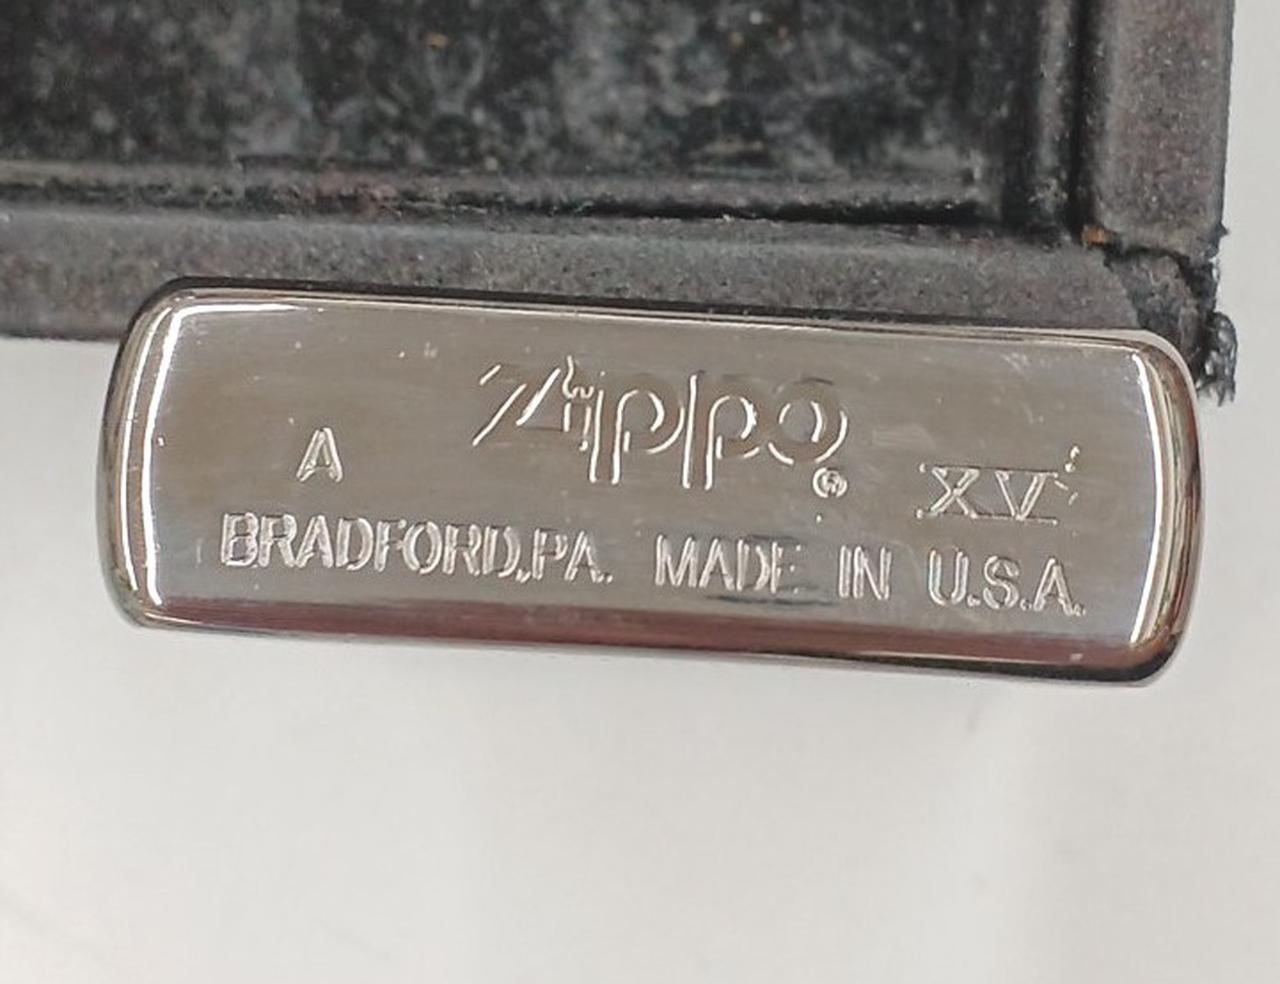 Zippo®
A XV
BRADFORD,PA. MADE IN U.S.A.